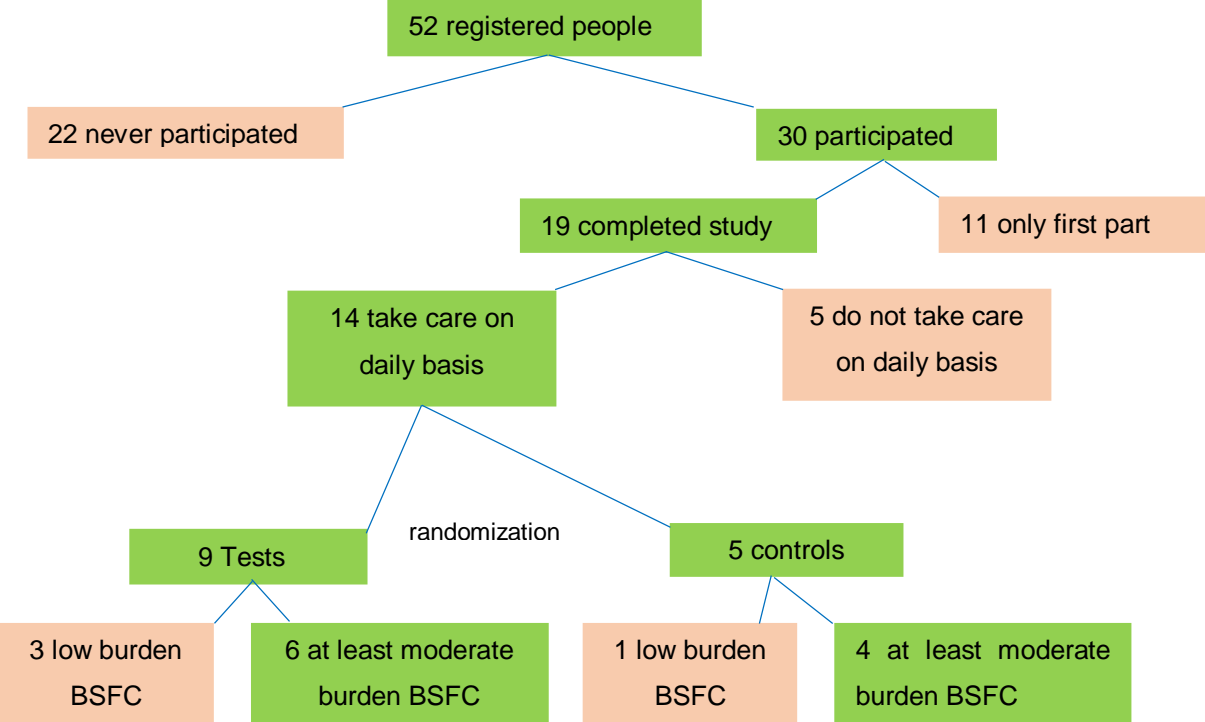 52 registered people
22 never participated
30 participated
19 completed study
11 only first part
14 take care on
daily basis
5 do not take care
on daily basis
randomization
9 Tests
5 controls
3 low burden
BSFC
6 at least moderate
burden BSFC
1 low burden
BSFC
4 at least moderate
burden BSFC